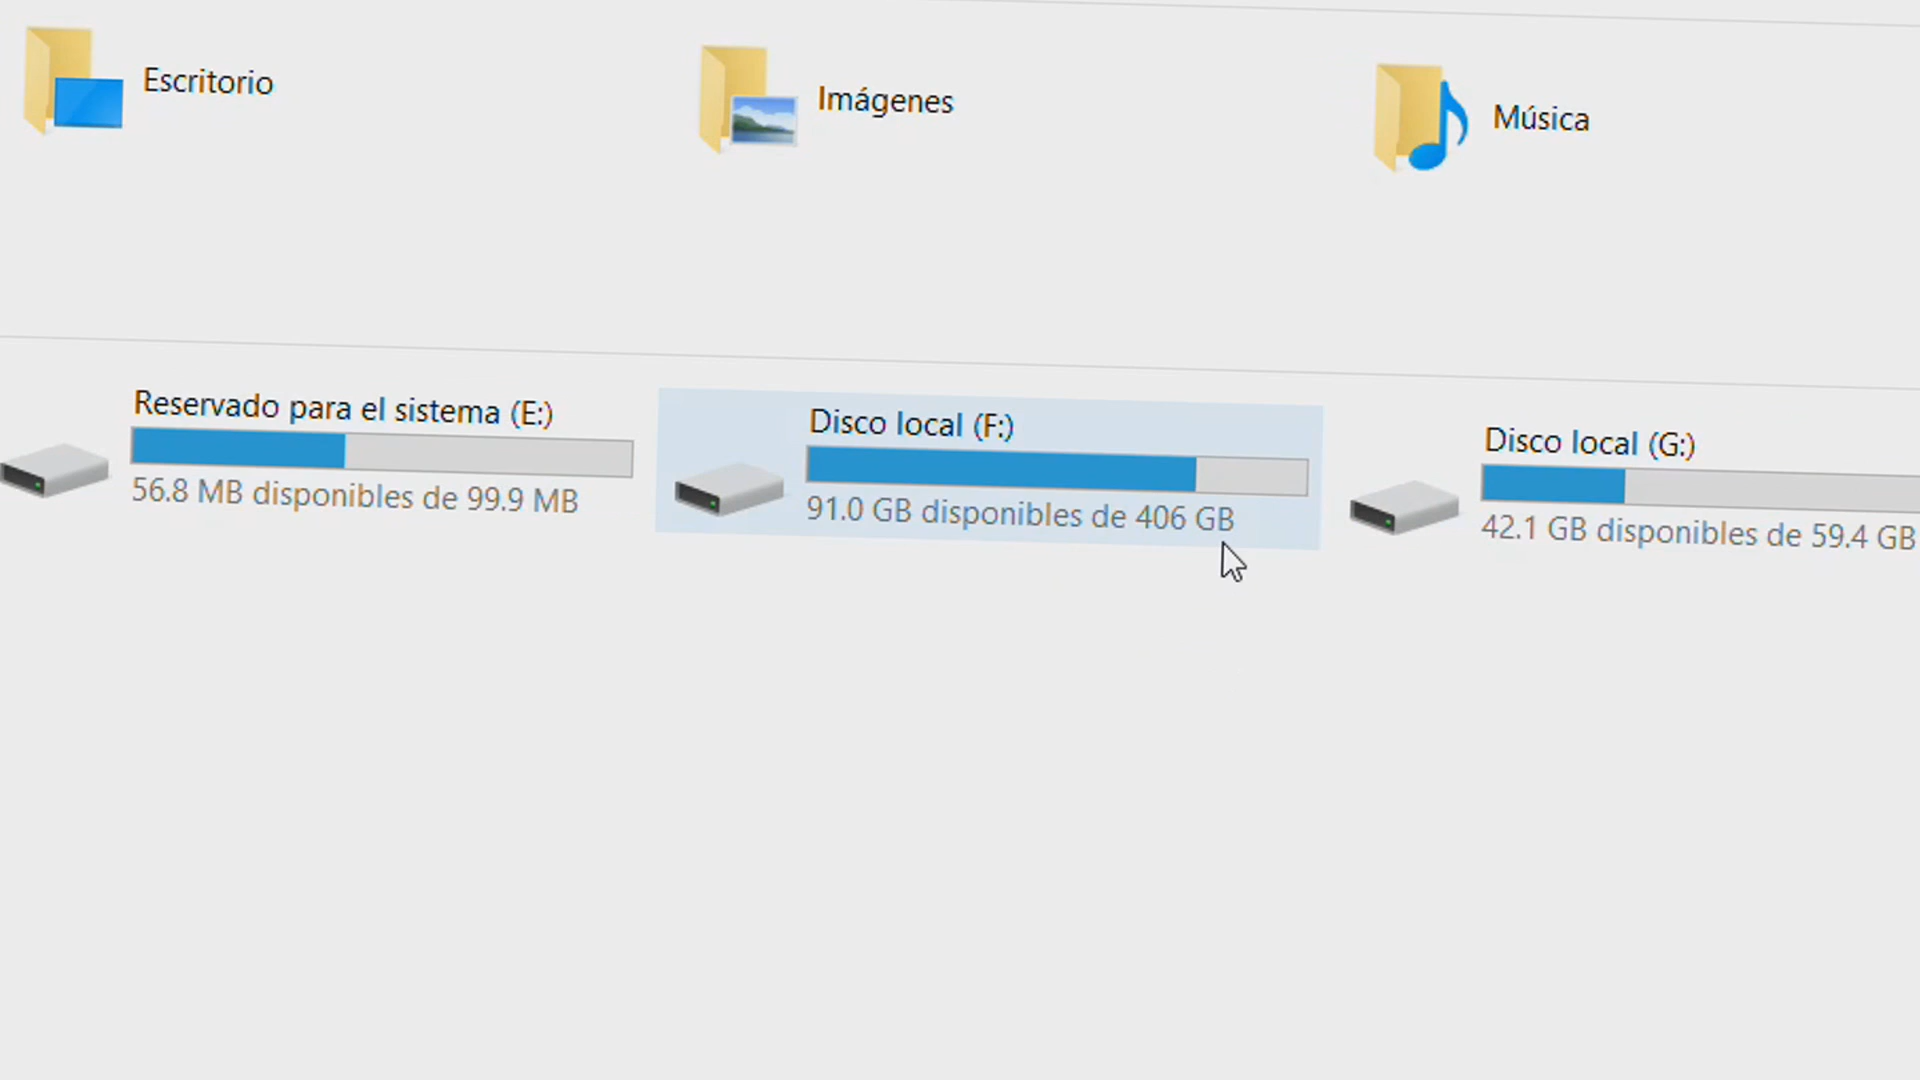 Escritorio
Imágenes
Música
Reservado para el sistema (E:)
56.8 MB disponibles de 99.9 MB
Disco local (F:)
91.0 GB disponibles de 406 GB
Disco local (G:)
42.1 GB disponibles de 59.4 GB